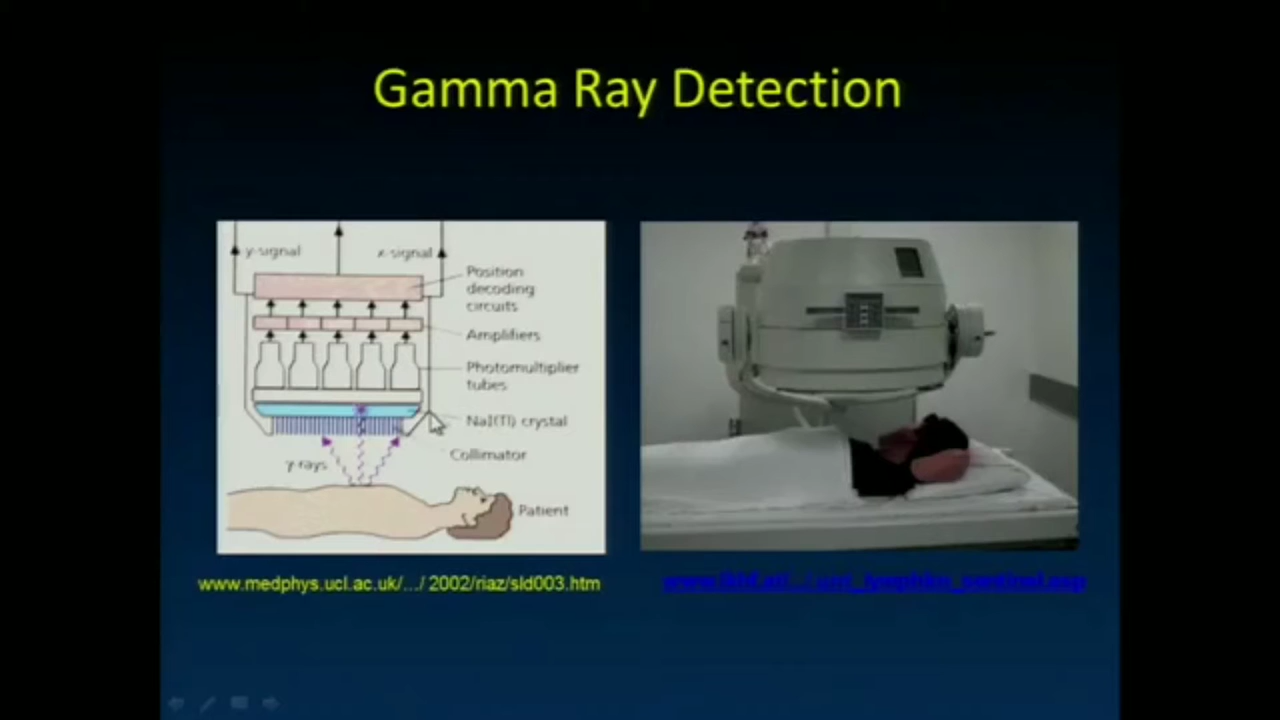 Gamma Ray Detection
y-signal
x-signal
Position
decoding
circuits
Amplifiers
Photomultiplier
tubes
NaI(Tl) crystal
Collimator
γ-rays
Patient
www.medphys.ucl.ac.uk/.../ 2002/riaz/sld003.htm